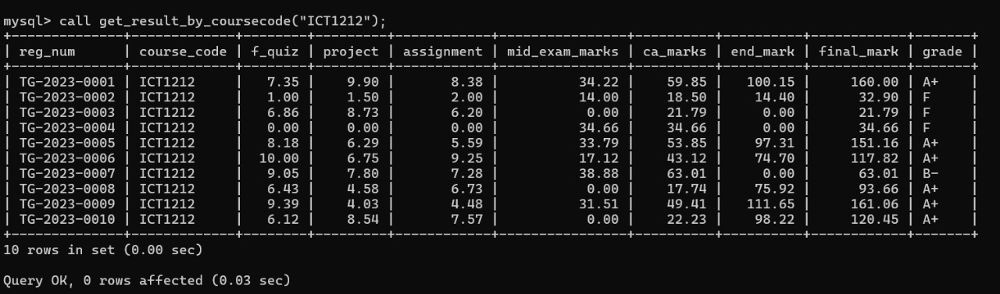 mysql> call get_result_by_coursecode("ICT1212");
+--------------+-------------+--------+---------+------------+----------------+----------+----------+------------+-------+
| reg_num      | course_code | f_quiz | project | assignment | mid_exam_marks | ca_marks | end_mark | final_mark | grade |
+--------------+-------------+--------+---------+------------+----------------+----------+----------+------------+-------+
| TG-2023-0001 | ICT1212     |   7.35 |    9.90 |       8.38 |          34.22 |    59.85 |   100.15 |     160.00 | A+    |
| TG-2023-0002 | ICT1212     |   1.00 |    1.50 |       2.00 |          14.00 |    18.50 |    14.40 |      32.90 | F     |
| TG-2023-0003 | ICT1212     |   6.86 |    8.73 |       6.20 |           0.00 |    21.79 |     0.00 |      21.79 | F     |
| TG-2023-0004 | ICT1212     |   0.00 |    0.00 |       0.00 |          34.66 |    34.66 |     0.00 |      34.66 | F     |
| TG-2023-0005 | ICT1212     |   8.18 |    6.29 |       5.59 |          33.79 |    53.85 |    97.31 |     151.16 | A+    |
| TG-2023-0006 | ICT1212     |  10.00 |    6.75 |       9.25 |          17.12 |    43.12 |    74.70 |     117.82 | A+    |
| TG-2023-0007 | ICT1212     |   9.05 |    7.80 |       7.28 |          38.88 |    63.01 |     0.00 |      63.01 | B-    |
| TG-2023-0008 | ICT1212     |   6.43 |    4.58 |       6.73 |           0.00 |    17.74 |    75.92 |      93.66 | A+    |
| TG-2023-0009 | ICT1212     |   9.39 |    4.03 |       4.48 |          31.51 |    49.41 |   111.65 |     161.06 | A+    |
| TG-2023-0010 | ICT1212     |   6.12 |    8.54 |       7.57 |           0.00 |    22.23 |    98.22 |     120.45 | A+    |
+--------------+-------------+--------+---------+------------+----------------+----------+----------+------------+-------+
10 rows in set (0.00 sec)
Query OK, 0 rows affected (0.03 sec)